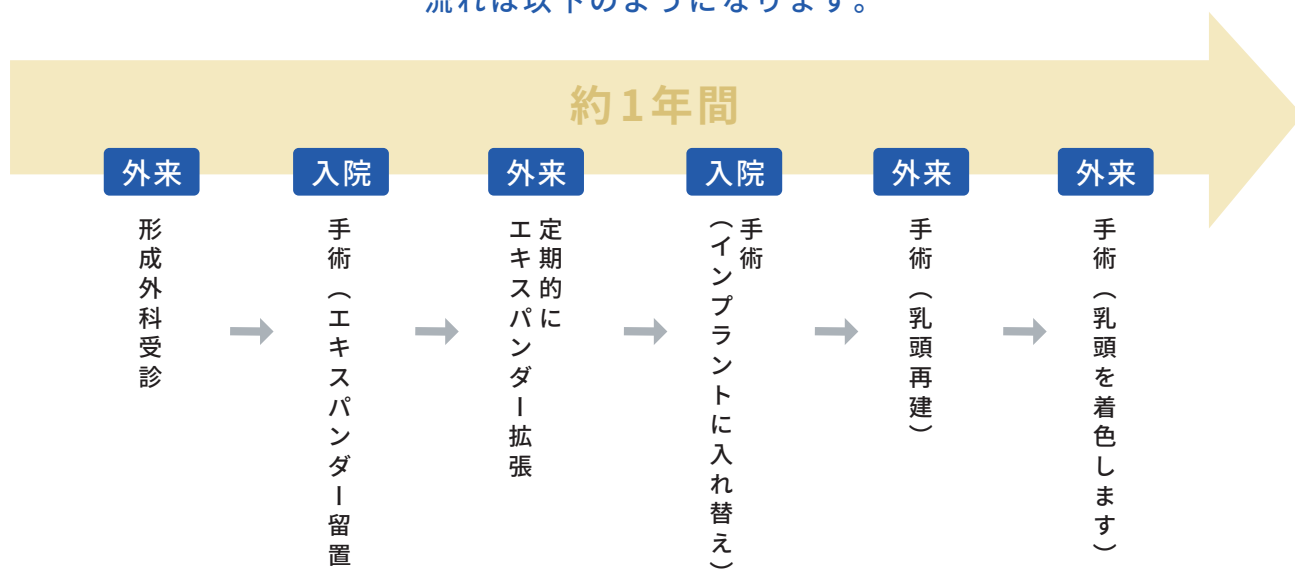 流れは以下のようになります。
約1年間
外来
形成外科受診
入院
手術（エキスパンダー留置
外来
定期的に
エキスパンダー拡張
入院
手術
（インプラントに入れ替え）
外来
手術（乳頭再建）
外来
手術（乳頭を着色します）